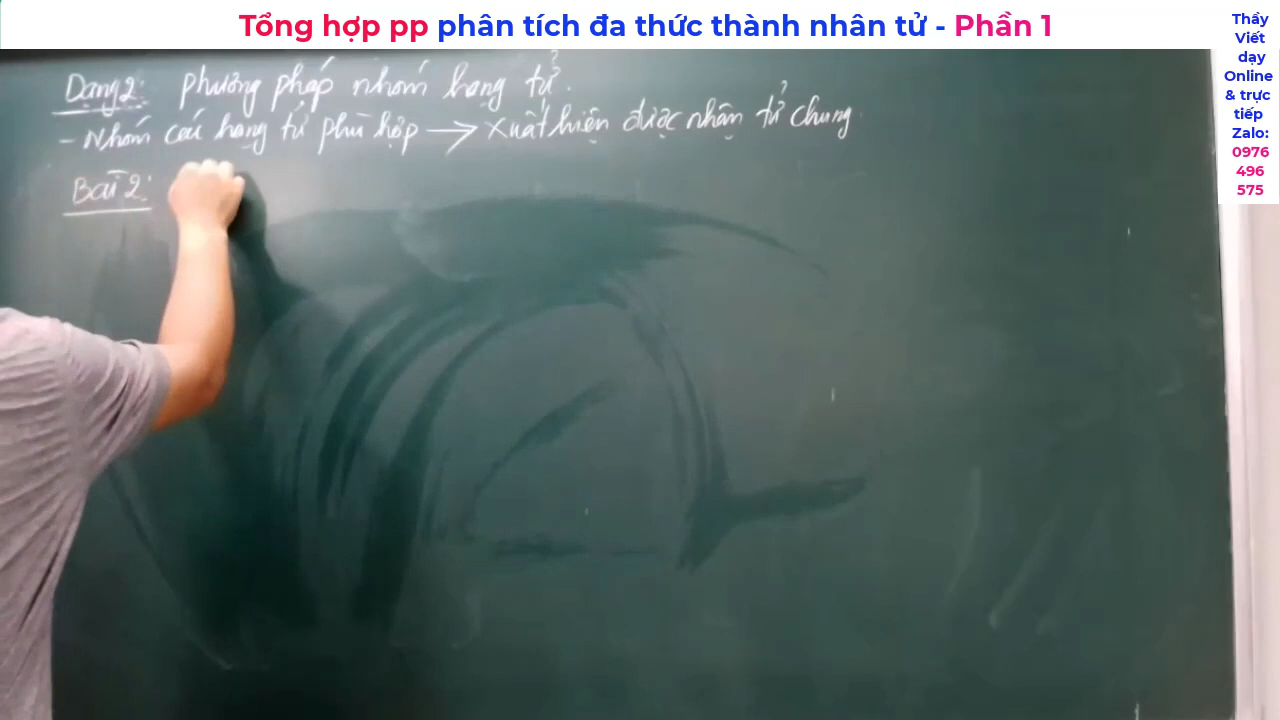 Tổng hợp pp phân tích đa thức thành nhân tử - Phần 1
Thầy
Viết
dạy
Online
& trực
tiếp
Zalo:
0976
496
575
Dạng 2: phương pháp nhóm hạng tử.
- Nhóm các hạng tử phù hợp → Xuất hiện được nhân tử chung
Bài 2: